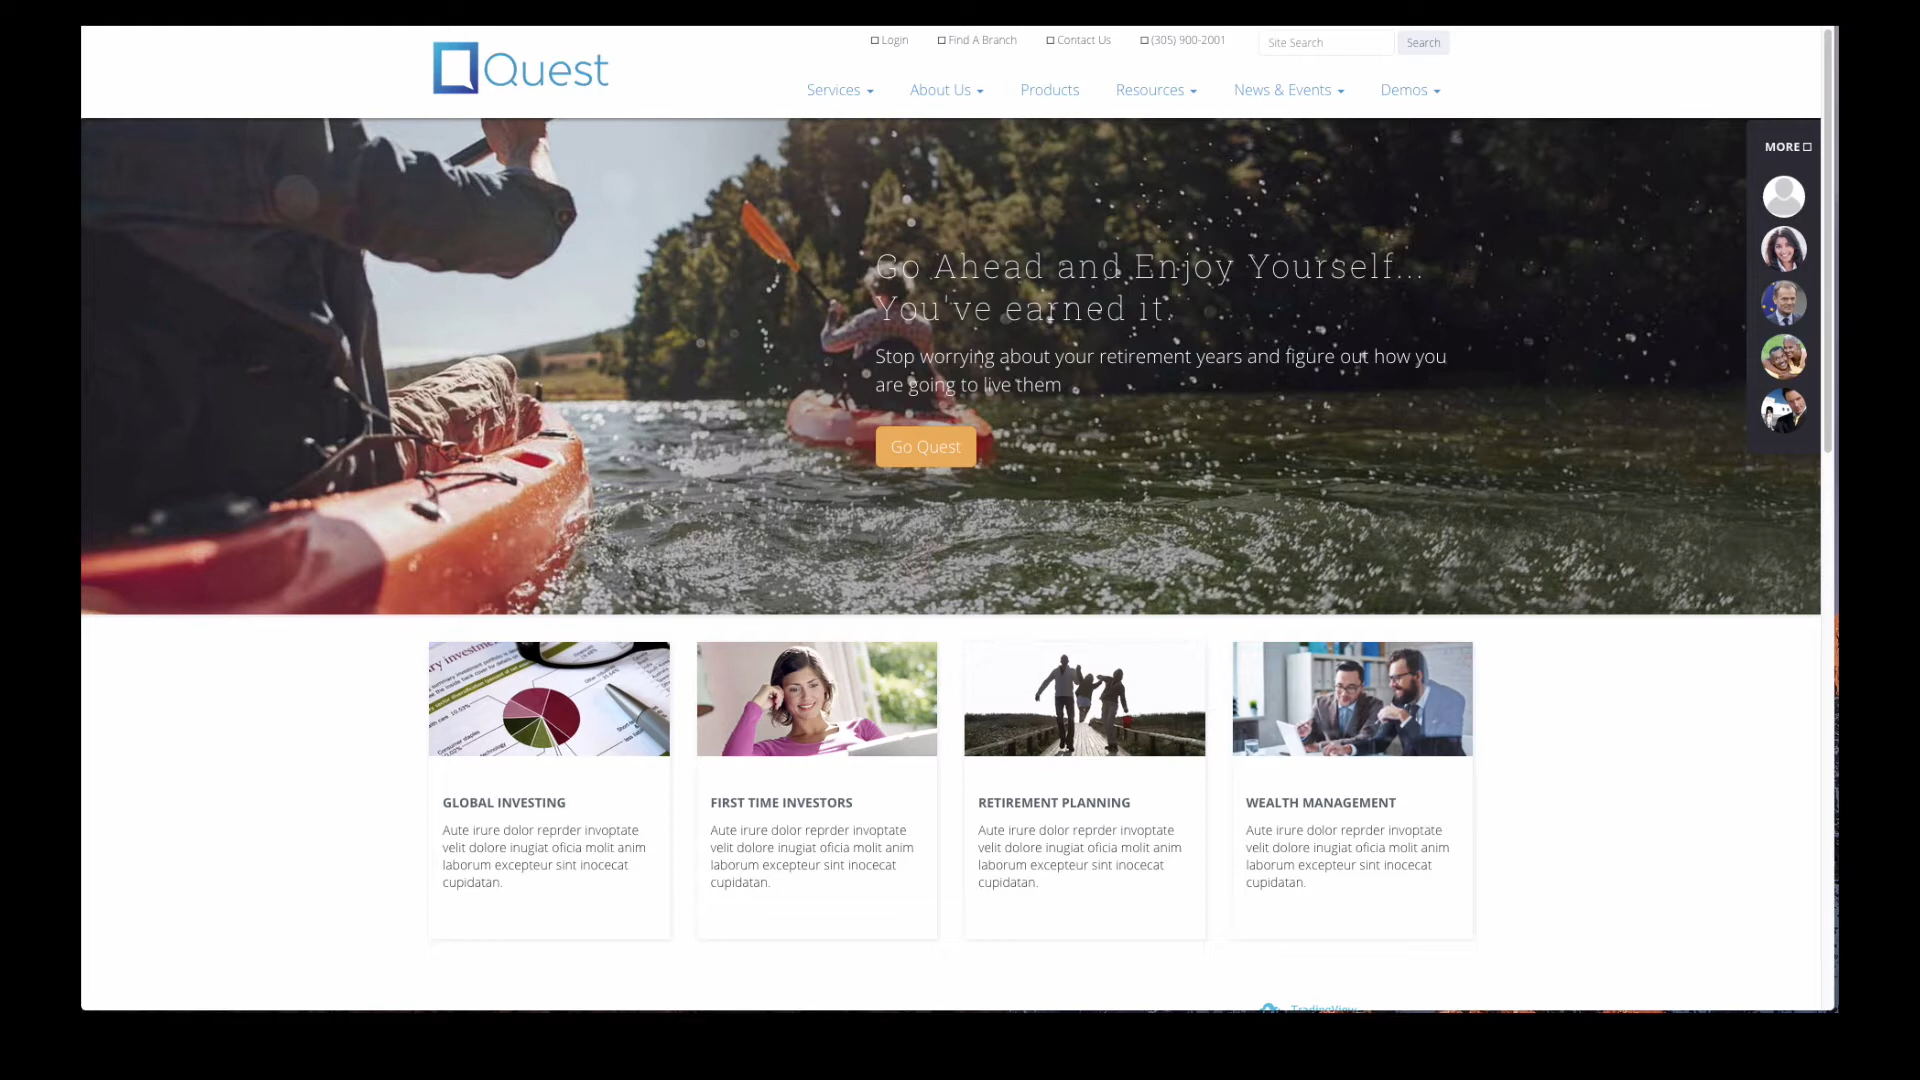 Quest
Login
Find A Branch
Contact Us
(305) 900-2001
Site Search
Search
Services
About Us
Products
Resources
News & Events
Demos
MORE
Go Ahead and Enjoy Yourself...
You've earned it.
Stop worrying about your retirement years and figure out how you
are going to live them
Go Quest
GLOBAL INVESTING
Aute irure dolor reprder invoptate
velit dolore inugiat oficia molit anim
laborum excepteur sint inocecat
cupidatan.
FIRST TIME INVESTORS
Aute irure dolor reprder invoptate
velit dolore inugiat oficia molit anim
laborum excepteur sint inocecat
cupidatan.
RETIREMENT PLANNING
Aute irure dolor reprder invoptate
velit dolore inugiat oficia molit anim
laborum excepteur sint inocecat
cupidatan.
WEALTH MANAGEMENT
Aute irure dolor reprder invoptate
velit dolore inugiat oficia molit anim
laborum excepteur sint inocecat
cupidatan.
TradingView